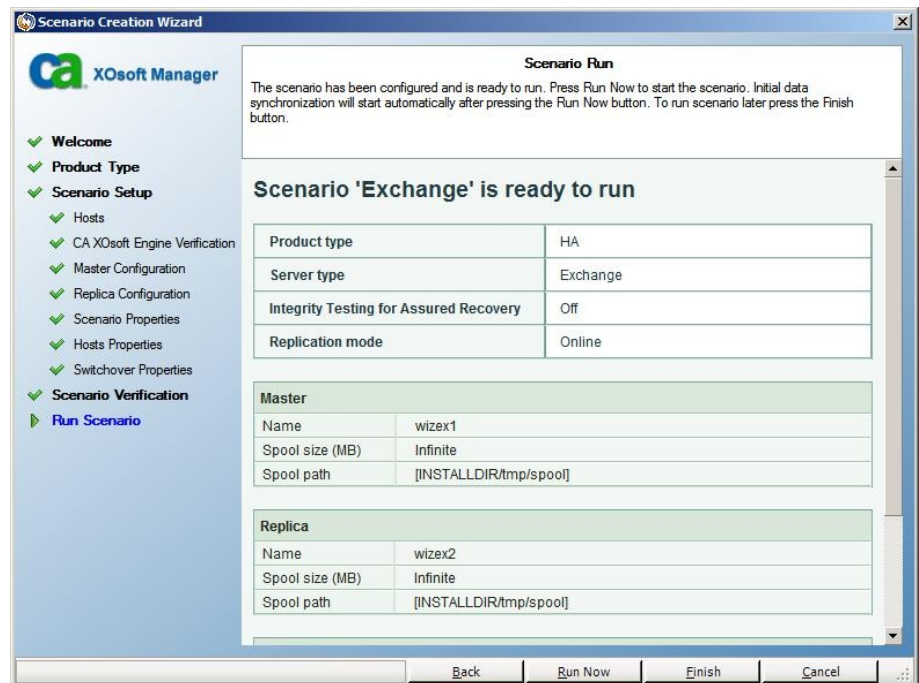 Scenario Creation Wizard
ca XOsoft Manager
Welcome
Product Type
Scenario Setup
Hosts
CA XOsoft Engine Verification
Master Configuration
Replica Configuration
Scenario Properties
Hosts Properties
Switchover Properties
Scenario Verification
Run Scenario
Scenario Run
The scenario has been configured and is ready to run. Press Run Now to start the scenario. Initial data
synchronization will start automatically after pressing the Run Now button. To run scenario later press the Finish
button.
Scenario 'Exchange' is ready to run
Product type HA
Server type Exchange
Integrity Testing for Assured Recovery Off
Replication mode Online
Master
Name wizex1
Spool size (MB) Infinite
Spool path [INSTALLDIR/tmp/spool]
Replica
Name wizex2
Spool size (MB) Infinite
Spool path [INSTALLDIR/tmp/spool]
Back Run Now Finish Cancel